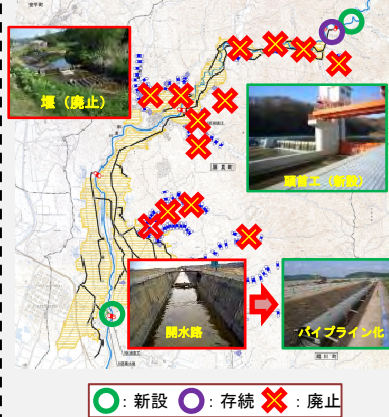 堰（廃止）
頭首工（新設）
開水路
パイプライン化
：新設
：存続
：廃止